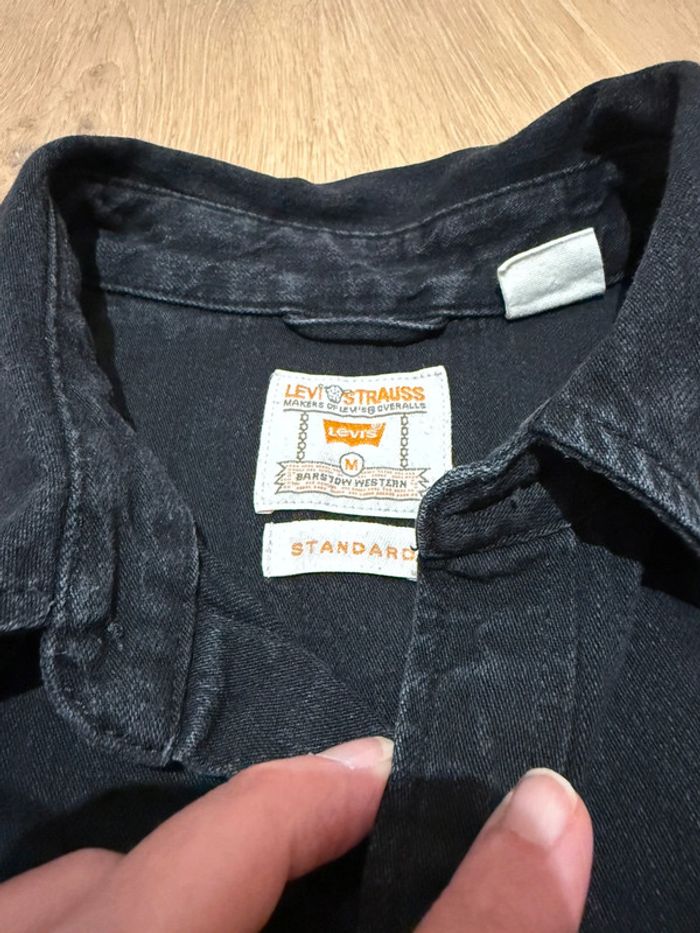 LEVI STRAUSS
MAKERS OF LEVI'S® OVERALLS
Levi's
M
BARSTOW WESTERN
STANDARD